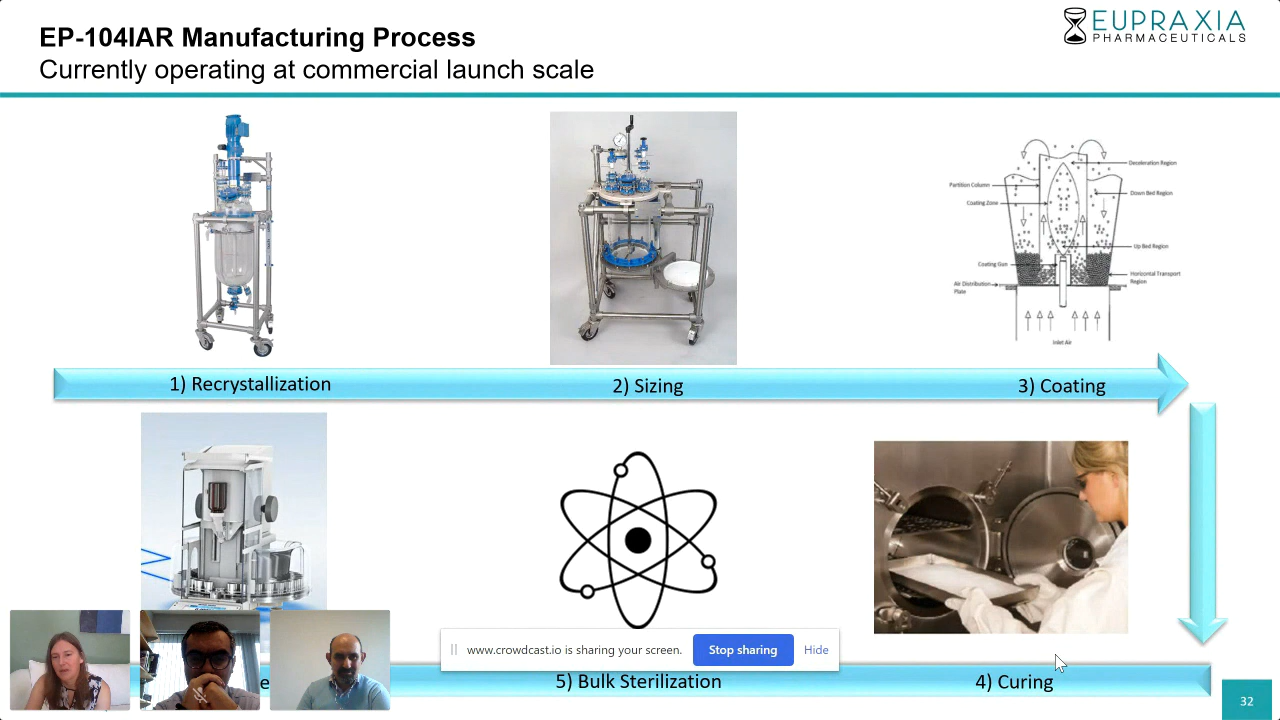 EP-104IAR Manufacturing Process
Currently operating at commercial launch scale
EUPRAXIA
PHARMACEUTICALS
Deceleration Region
Partition Column
Down Bed Region
Coating Zone
Up Bed Region
Coating Gun
Horizontal Transport
Region
Air Distribution
Plate
Inlet Air
1) Recrystallization
2) Sizing
3) Coating
www.crowdcast.io is sharing your screen.
Stop sharing
Hide
5) Bulk Sterilization
4) Curing
32